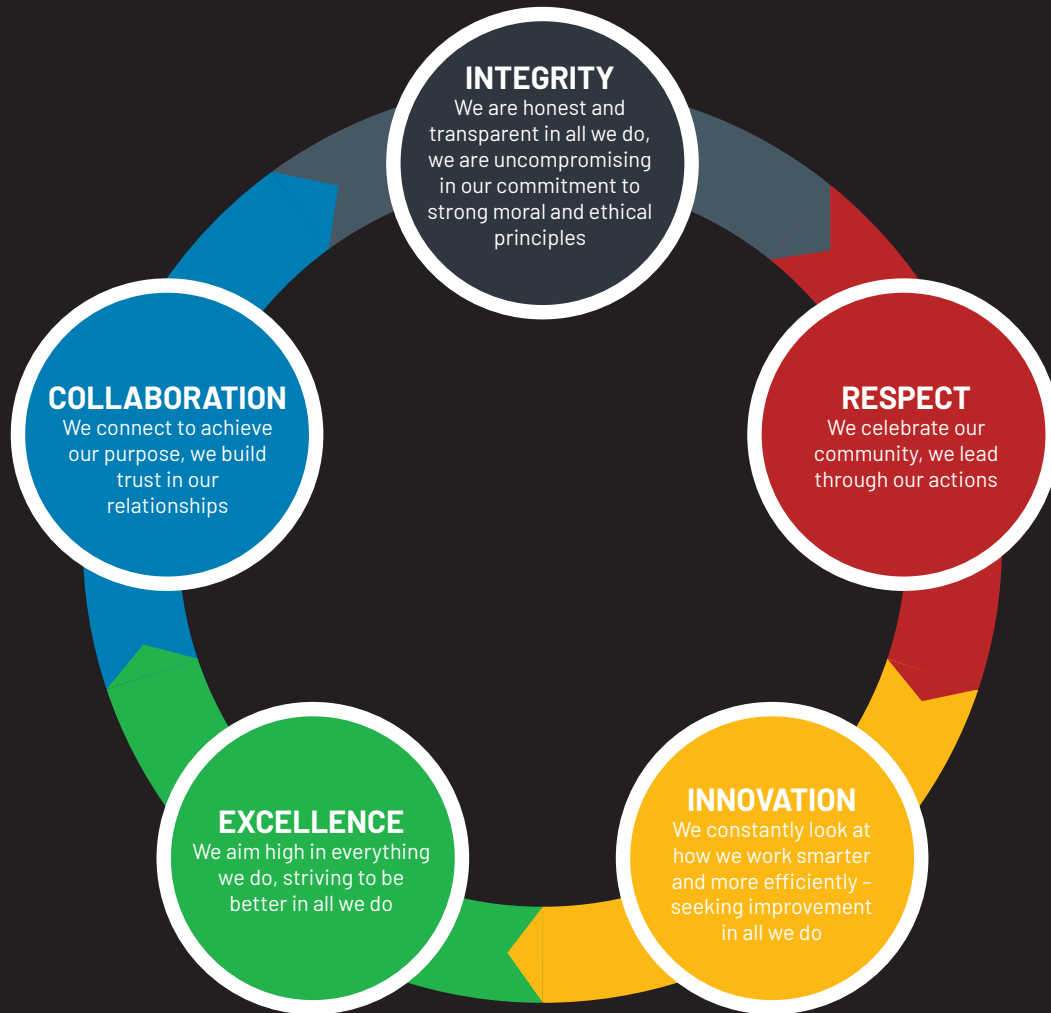 INTEGRITY
We are honest and
transparent in all we do,
we are uncompromising
in our commitment to
strong moral and ethical
principles
RESPECT
We celebrate our
community, we lead
through our actions
INNOVATION
We constantly look at
how we work smarter
and more efficiently –
seeking improvement
in all we do
EXCELLENCE
We aim high in everything
we do, striving to be
better in all we do
COLLABORATION
We connect to achieve
our purpose, we build
trust in our
relationships